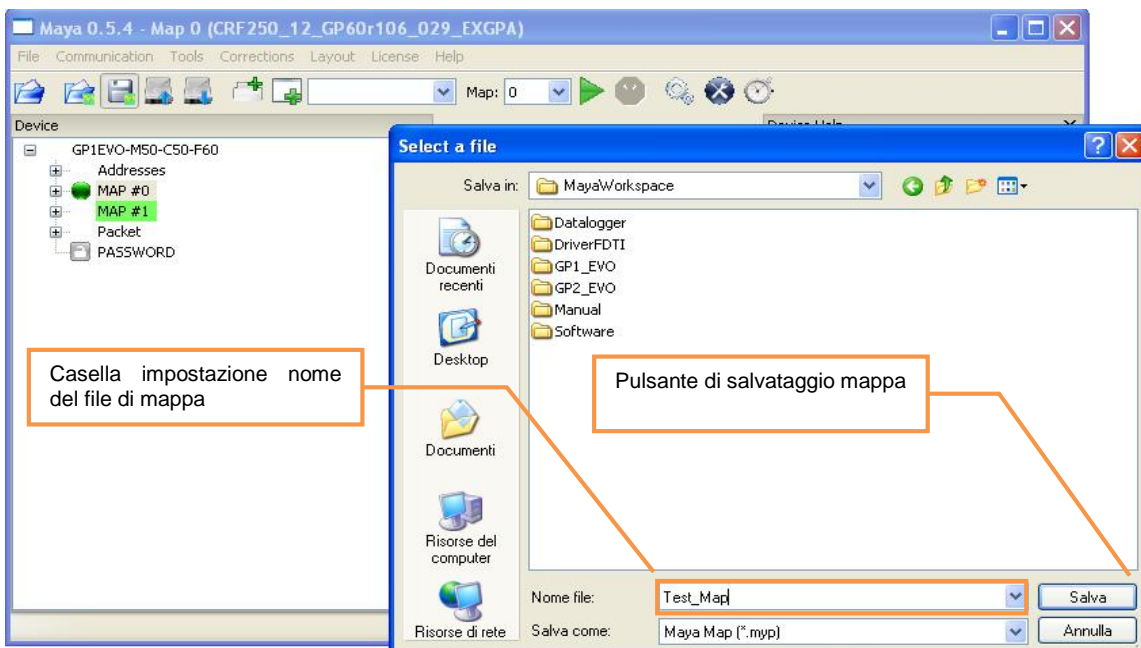 Maya 0.5.4 - Map 0 (CRF250_12_GP60r106_029_EXGPA)
File Communication Tools Corrections Layout License Help
Map: 0
Device
Device Help
GP1EVO-M50-C50-F60
Addresses
MAP #0
MAP #1
Packet
PASSWORD
Select a file
Salva in:
MayaWorkspace
Documenti
recenti
Desktop
Documenti
Risorse del
computer
Risorse di rete
Datalogger
DriverFDTI
GP1_EVO
GP2_EVO
Manual
Software
Casella impostazione nome
del file di mappa
Pulsante di salvataggio mappa
Nome file:
Test_Map
Salva
Salva come:
Maya Map (*.myp)
Annulla